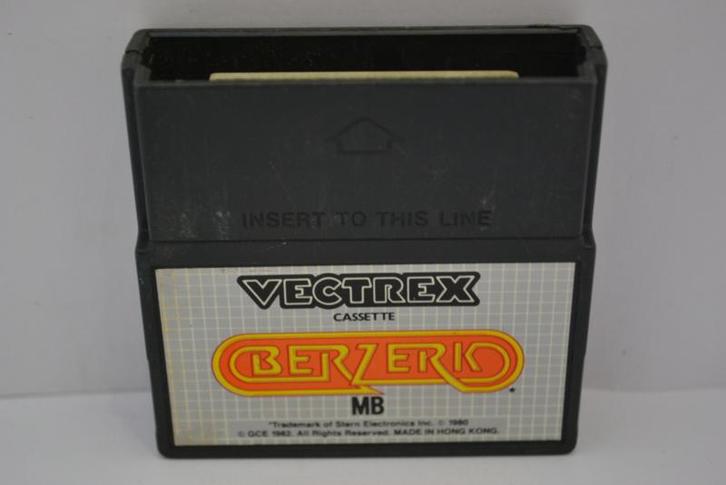 INSERT TO THIS LINE
VECTREX
CASSETTE
BERZERK
MB
*Trademark of Stern Electronics Inc. © 1980
© GCE 1982. All Rights Reserved. MADE IN HONG KONG.